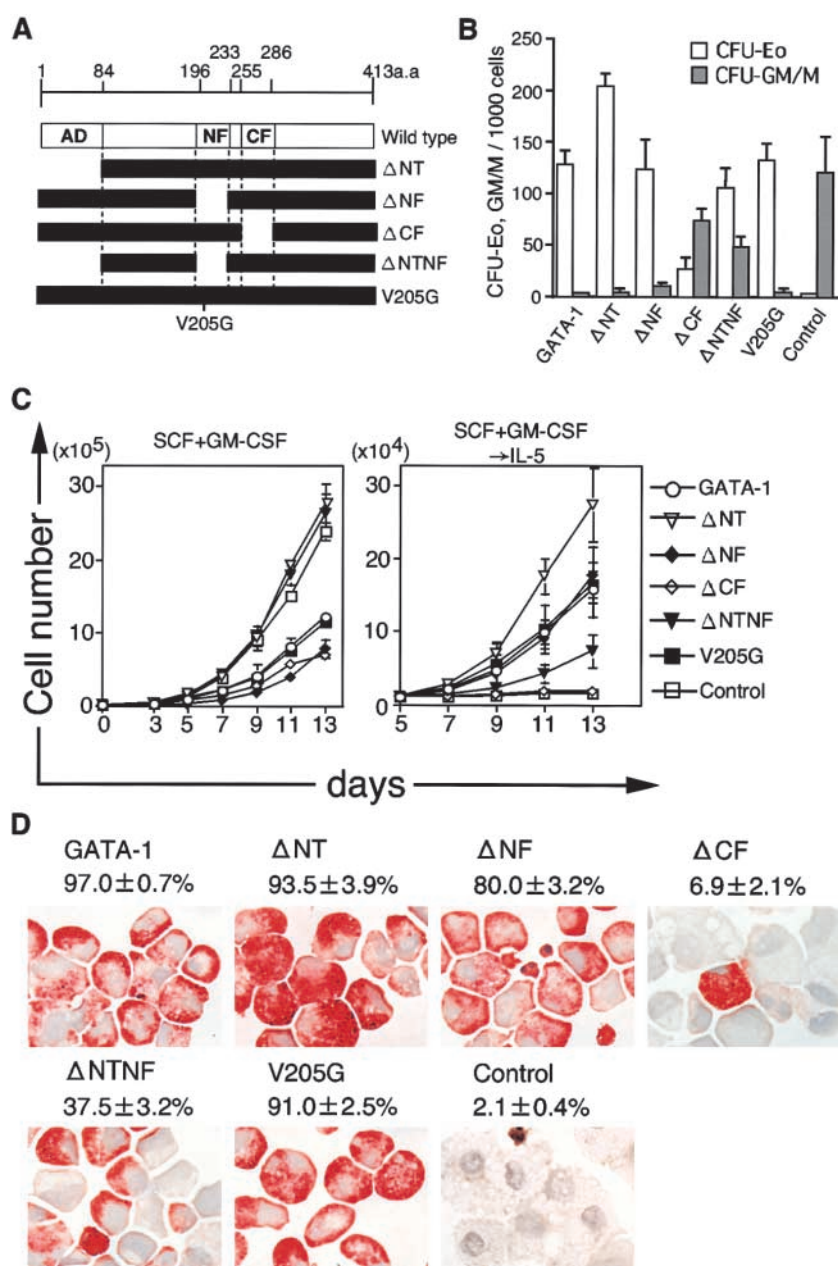 A
1 84 196 233 255 286 413a.a
AD NF CF Wild type
ΔNT
ΔNF
ΔCF
ΔNTNF
V205G
V205G
B
CFU-Eo, GM/M / 1000 cells
250
200
150
100
50
0
CFU-Eo
CFU-GM/M
GATA-1 ΔNT ΔNF ΔCF ΔNTNF V205G Control
C
Cell number
SCF+GM-CSF
(x10⁵)
30
20
10
0
0 3 5 7 9 11 13
SCF+GM-CSF
→IL-5
(x10⁴)
30
20
10
0
5 7 9 11 13
days
GATA-1
ΔNT
ΔNF
ΔCF
ΔNTNF
V205G
Control
D
GATA-1 ΔNT ΔNF ΔCF
97.0±0.7% 93.5±3.9% 80.0±3.2% 6.9±2.1%
ΔNTNF V205G Control
37.5±3.2% 91.0±2.5% 2.1±0.4%